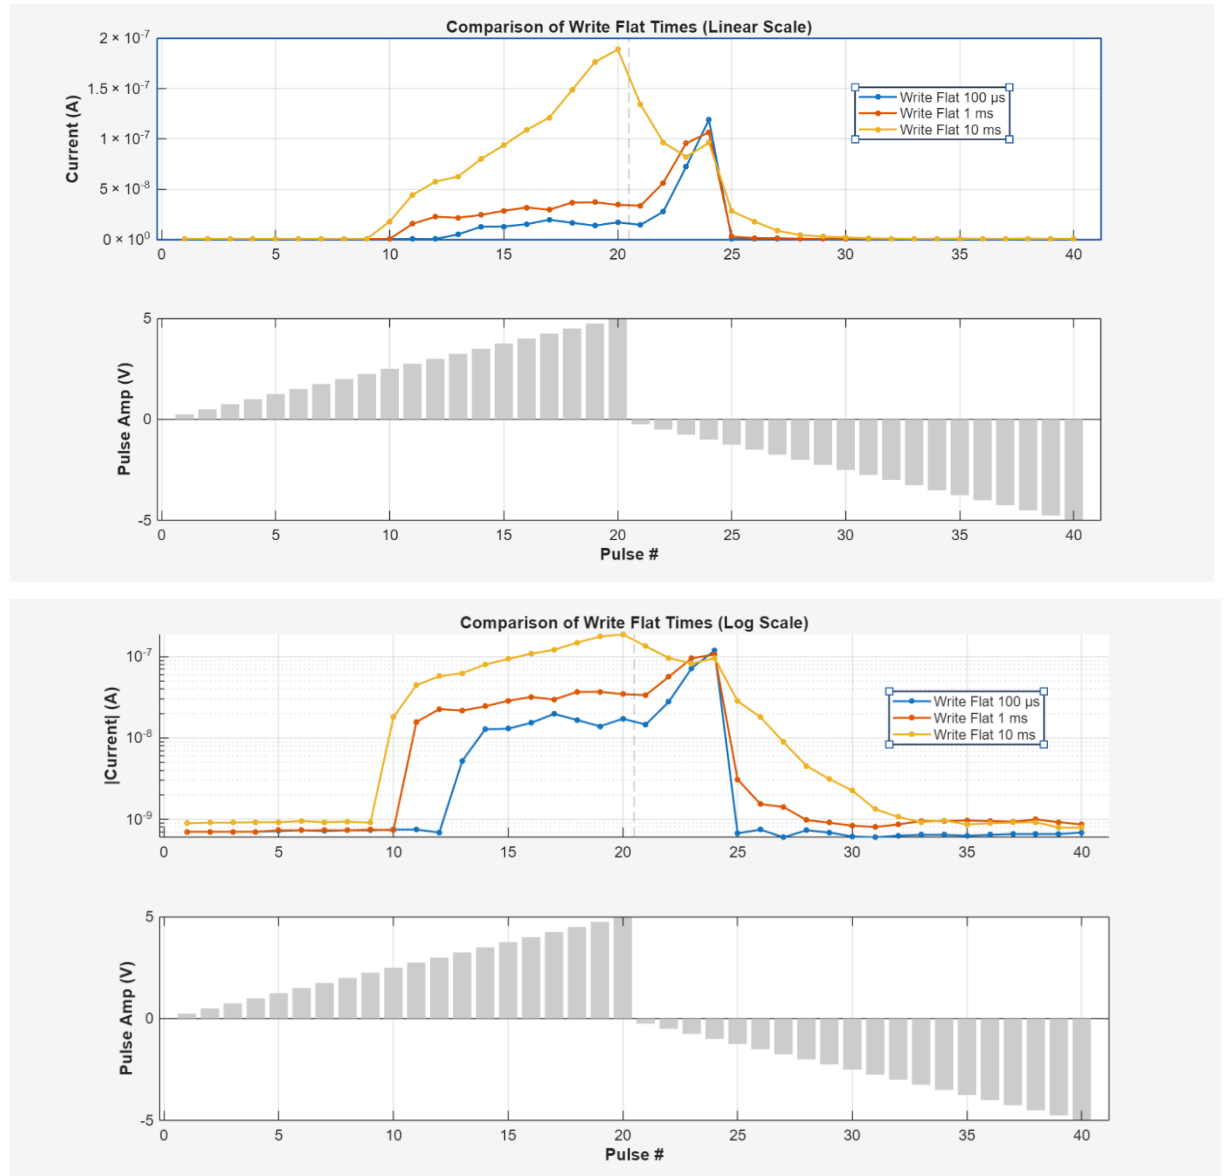 Comparison of Write Flat Times (Linear Scale)
2 × 10⁻⁷
1.5 × 10⁻⁷
1 × 10⁻⁷
5 × 10⁻⁸
0 × 10⁰
Current (A)
Write Flat 100 µs
Write Flat 1 ms
Write Flat 10 ms
0 5 10 15 20 25 30 35 40
5
0
-5
Pulse Amp (V)
0 5 10 15 20 25 30 35 40
Pulse #
Comparison of Write Flat Times (Log Scale)
10⁻⁷
10⁻⁸
10⁻⁹
|Current| (A)
Write Flat 100 µs
Write Flat 1 ms
Write Flat 10 ms
0 5 10 15 20 25 30 35 40
5
0
-5
Pulse Amp (V)
0 5 10 15 20 25 30 35 40
Pulse #